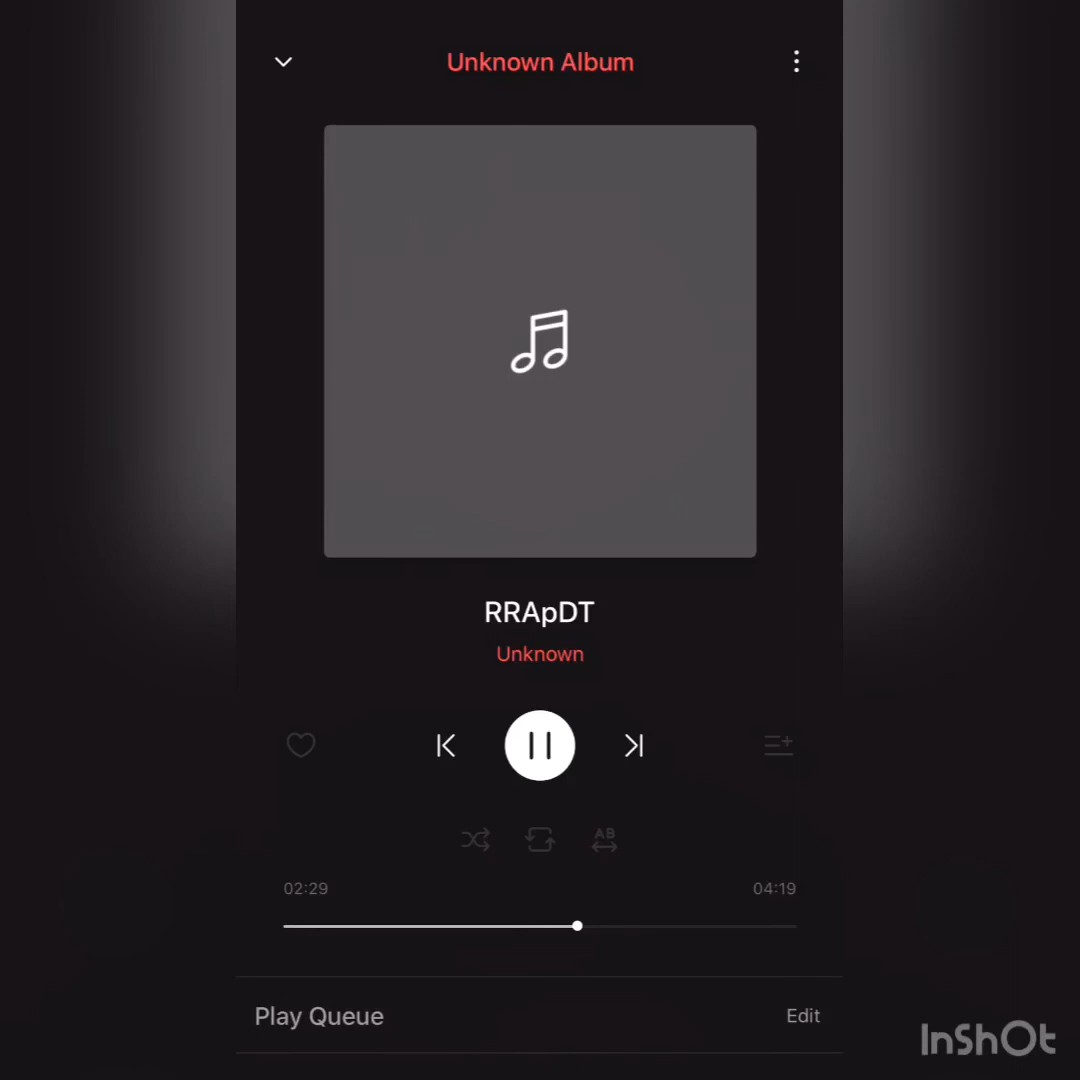 Unknown Album
RRApDT
Unknown
AB
02:29 04:19
Play Queue Edit
InShOt